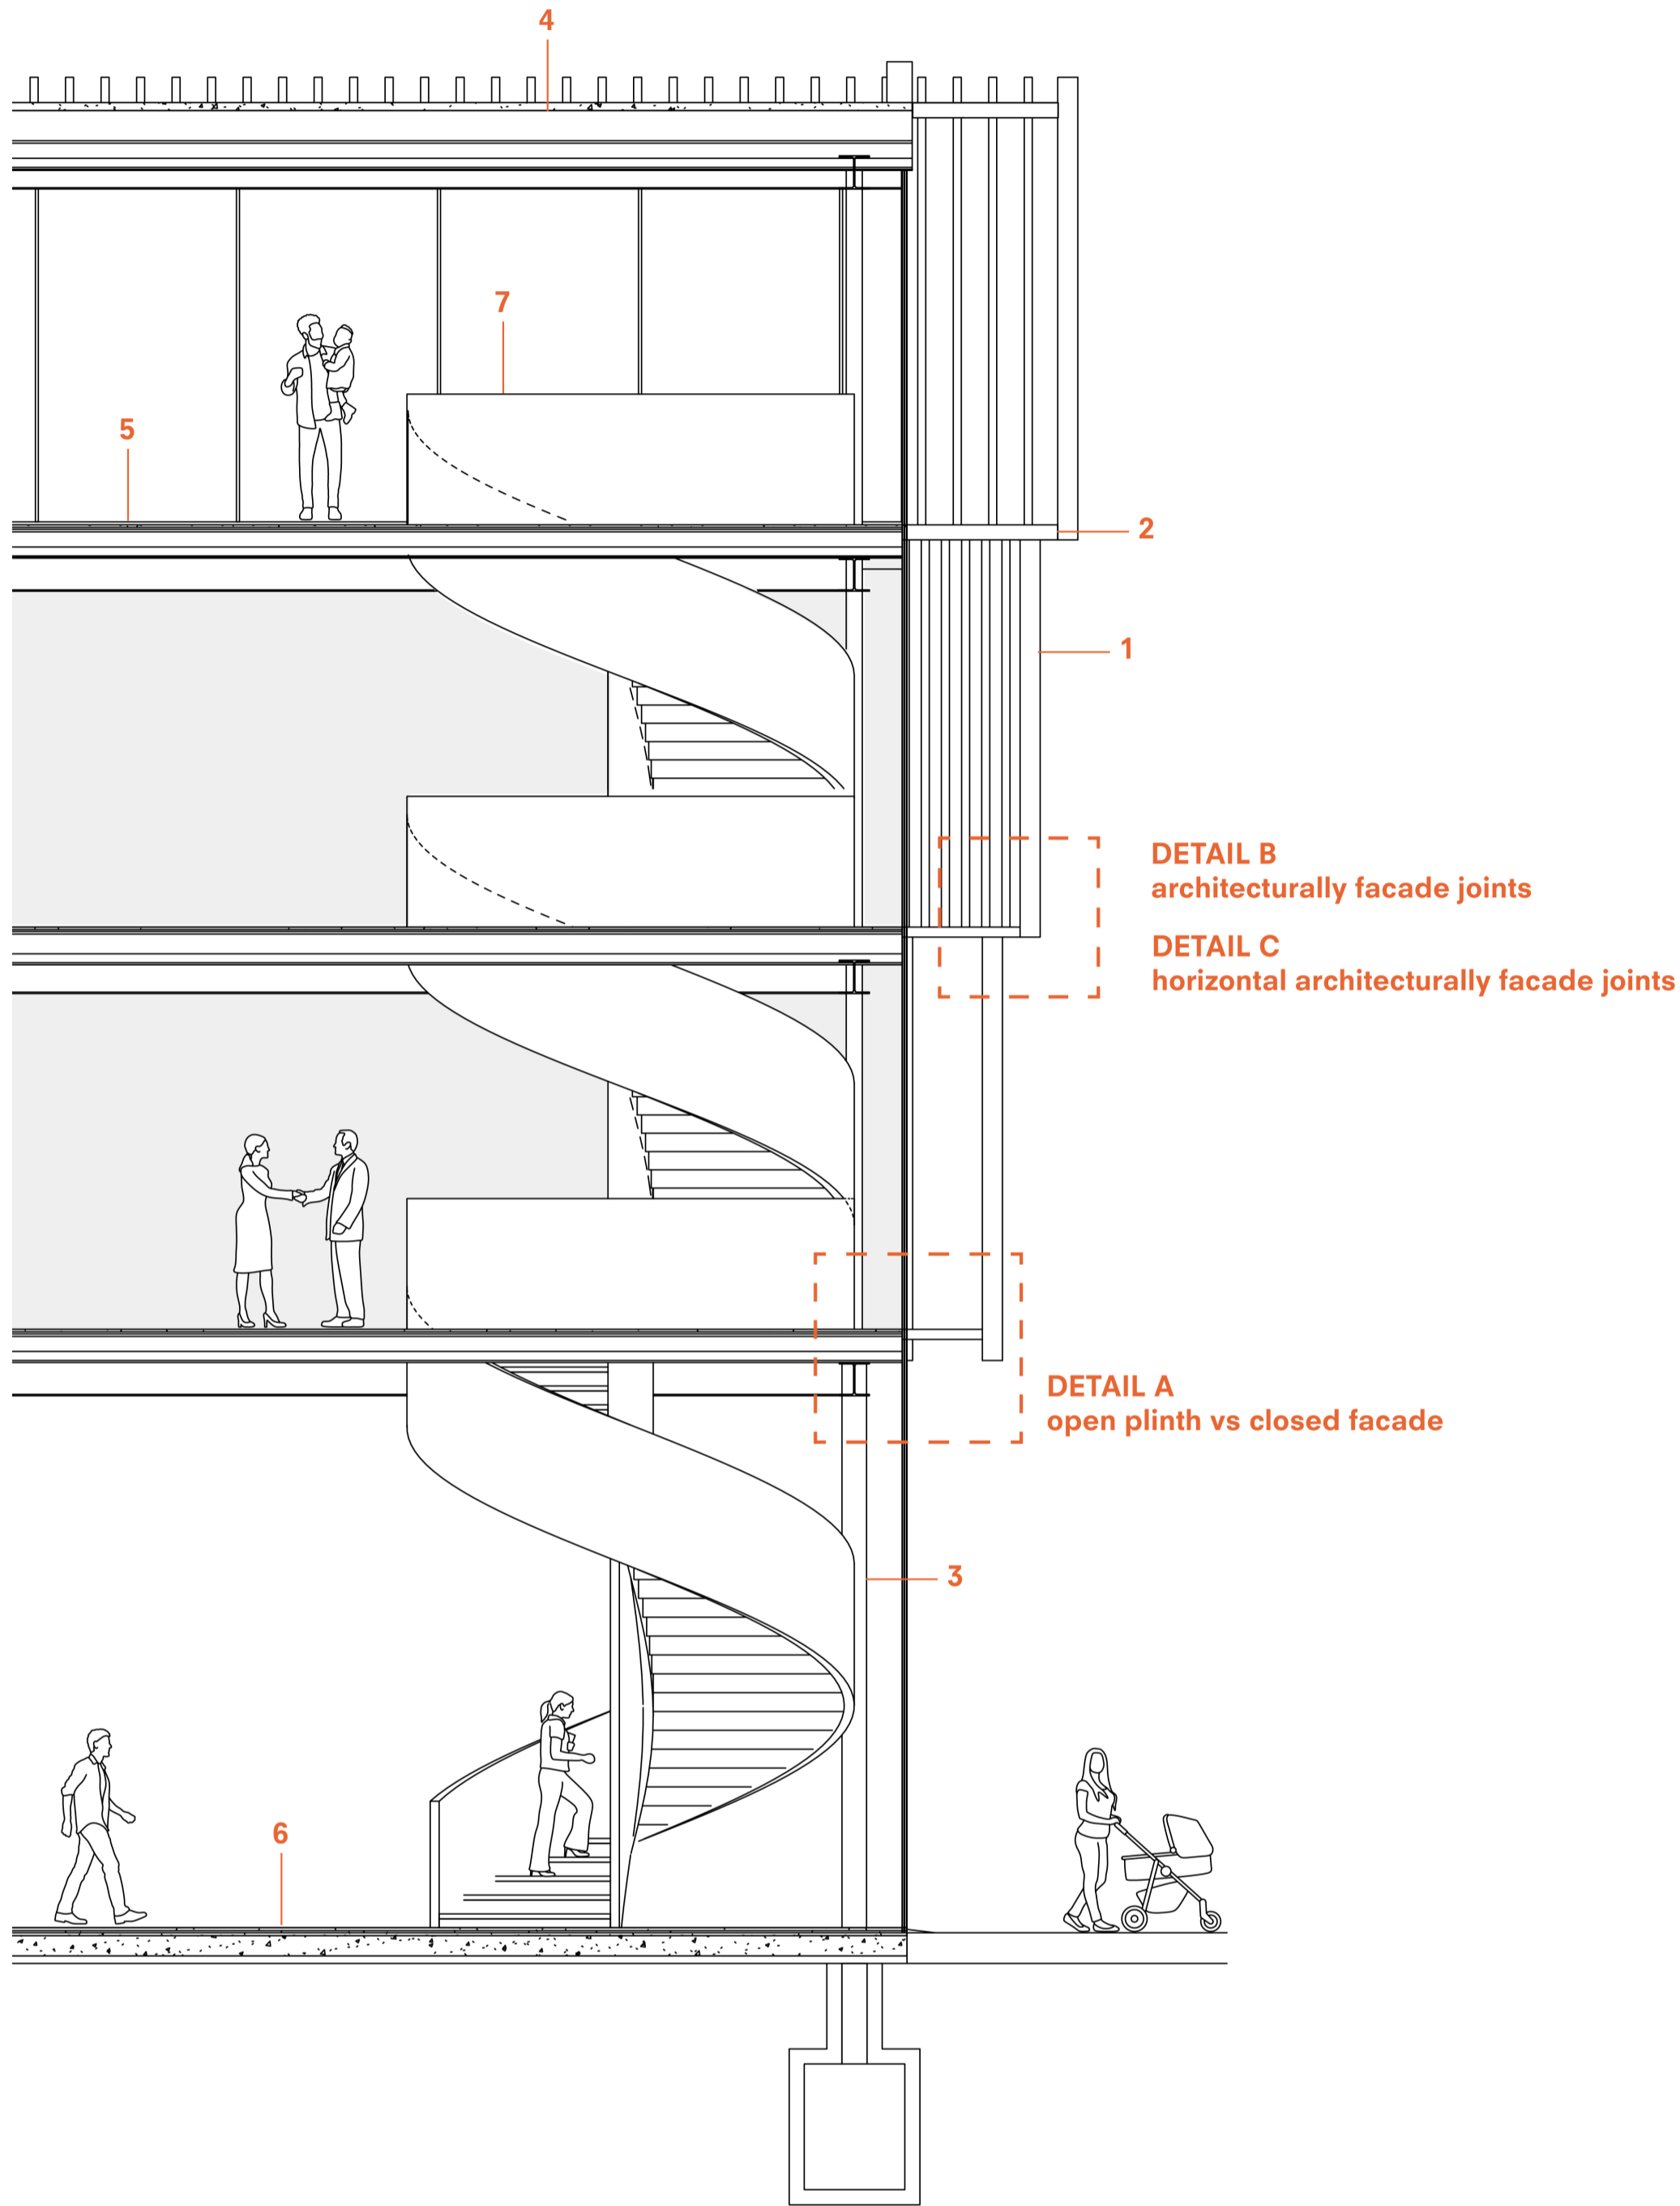 4
7
5
2
1
DETAIL B
architecturally facade joints
DETAIL C
horizontal architecturally facade joints
DETAIL A
open plinth vs closed facade
3
6